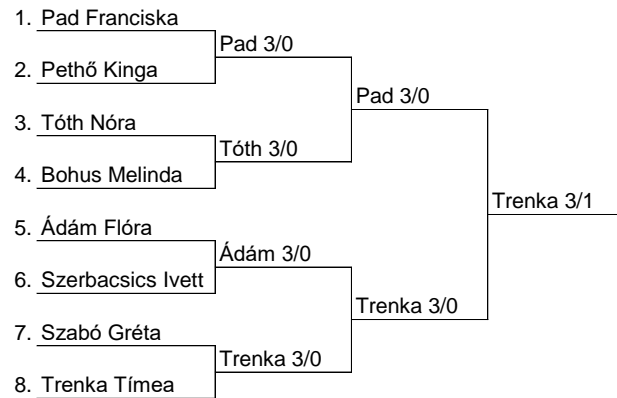 1. Pad Franciska
Pad 3/0
2. Pethő Kinga
Pad 3/0
3. Tóth Nóra
Tóth 3/0
4. Bohus Melinda
Trenka 3/1
5. Ádám Flóra
Ádám 3/0
6. Szerbacsics Ivett
Trenka 3/0
7. Szabó Gréta
Trenka 3/0
8. Trenka Tímea